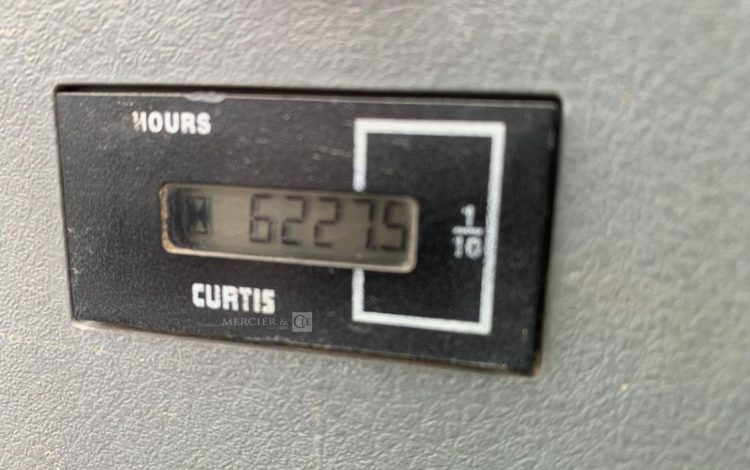 HOURS
6227.5
1
10
CURTIS
MERCIER & CIE